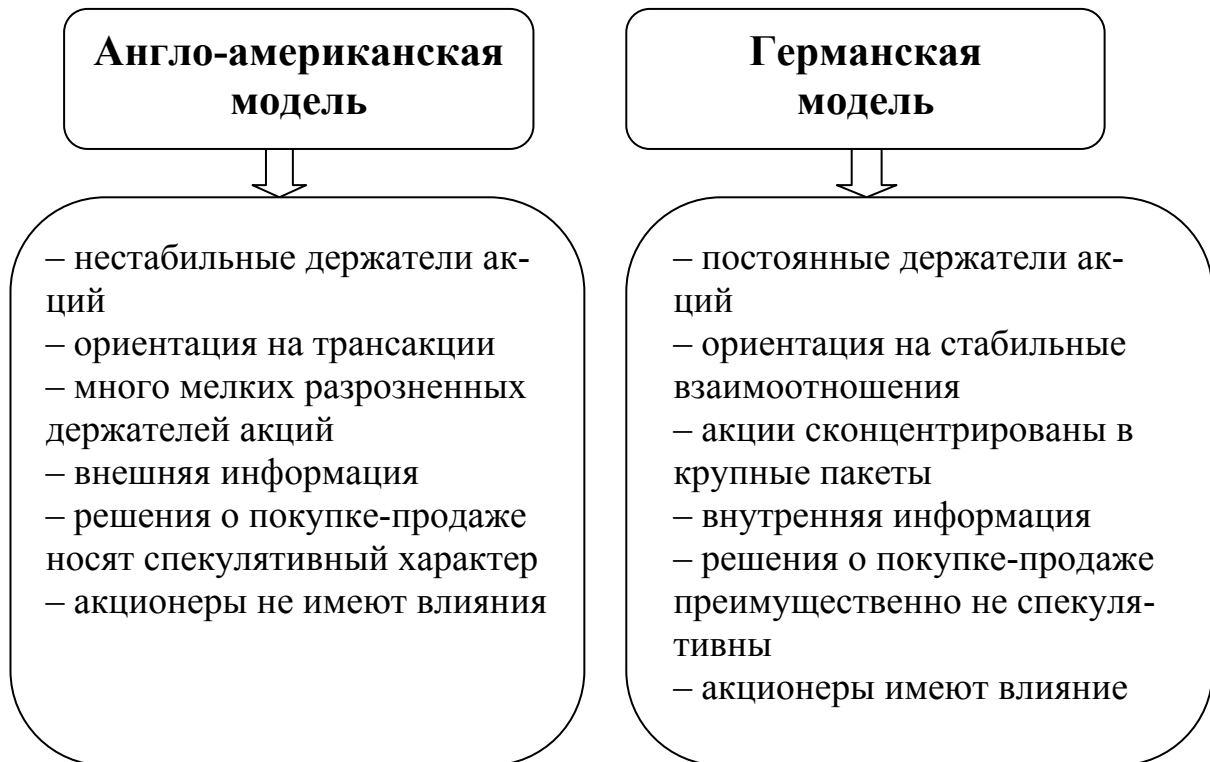 Англо-американская
модель
– нестабильные держатели ак-
ций
– ориентация на трансакции
– много мелких разрозненных
держателей акций
– внешняя информация
– решения о покупке-продаже
носят спекулятивный характер
– акционеры не имеют влияния
Германская
модель
– постоянные держатели ак-
ций
– ориентация на стабильные
взаимоотношения
– акции сконцентрированы в
крупные пакеты
– внутренняя информация
– решения о покупке-продаже
преимущественно не спекуля-
тивны
– акционеры имеют влияние